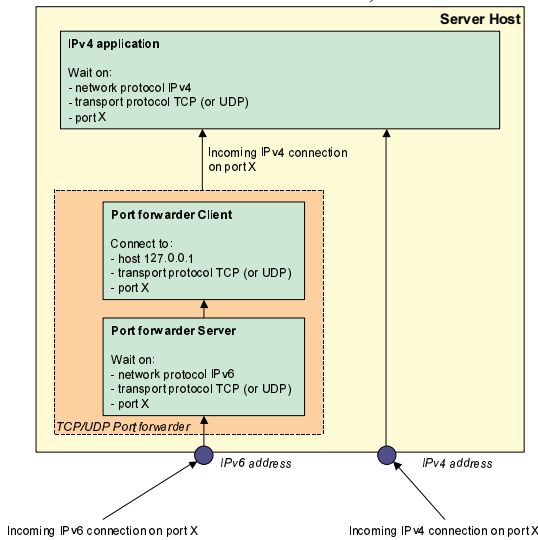 Server Host
IPv4 application
Wait on:
- network protocol IPv4
- transport protocol TCP (or UDP)
- port X
Incoming IPv4 connection
on port X
Port forwarder Client
Connect to:
- host 127.0.0.1
- transport protocol TCP (or UDP)
- port X
Port forwarder Server
Wait on:
- network protocol IPv6
- transport protocol TCP (or UDP)
- port X
TCP/UDP Port forwarder
IPv6 address
IPv4 address
Incoming IPv6 connection on port X
Incoming IPv4 connection on port X